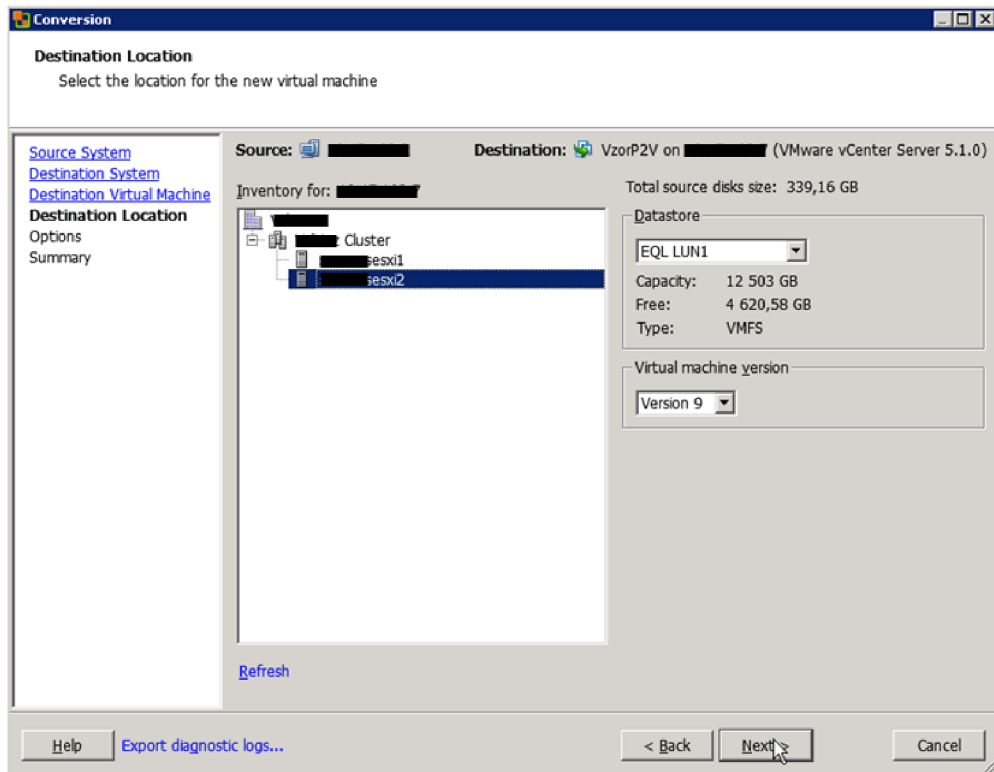 Conversion
Destination Location
Select the location for the new virtual machine
Source System
Destination System
Destination Virtual Machine
Destination Location
Options
Summary
Source: Destination: VzorP2V on (VMware vCenter Server 5.1.0)
Inventory for:
Cluster
sesxi1
sesxi2
Refresh
Total source disks size: 339,16 GB
Datastore
EQL LUN1
Capacity: 12 503 GB
Free: 4 620,58 GB
Type: VMFS
Virtual machine version
Version 9
Help Export diagnostic logs... < Back Next > Cancel